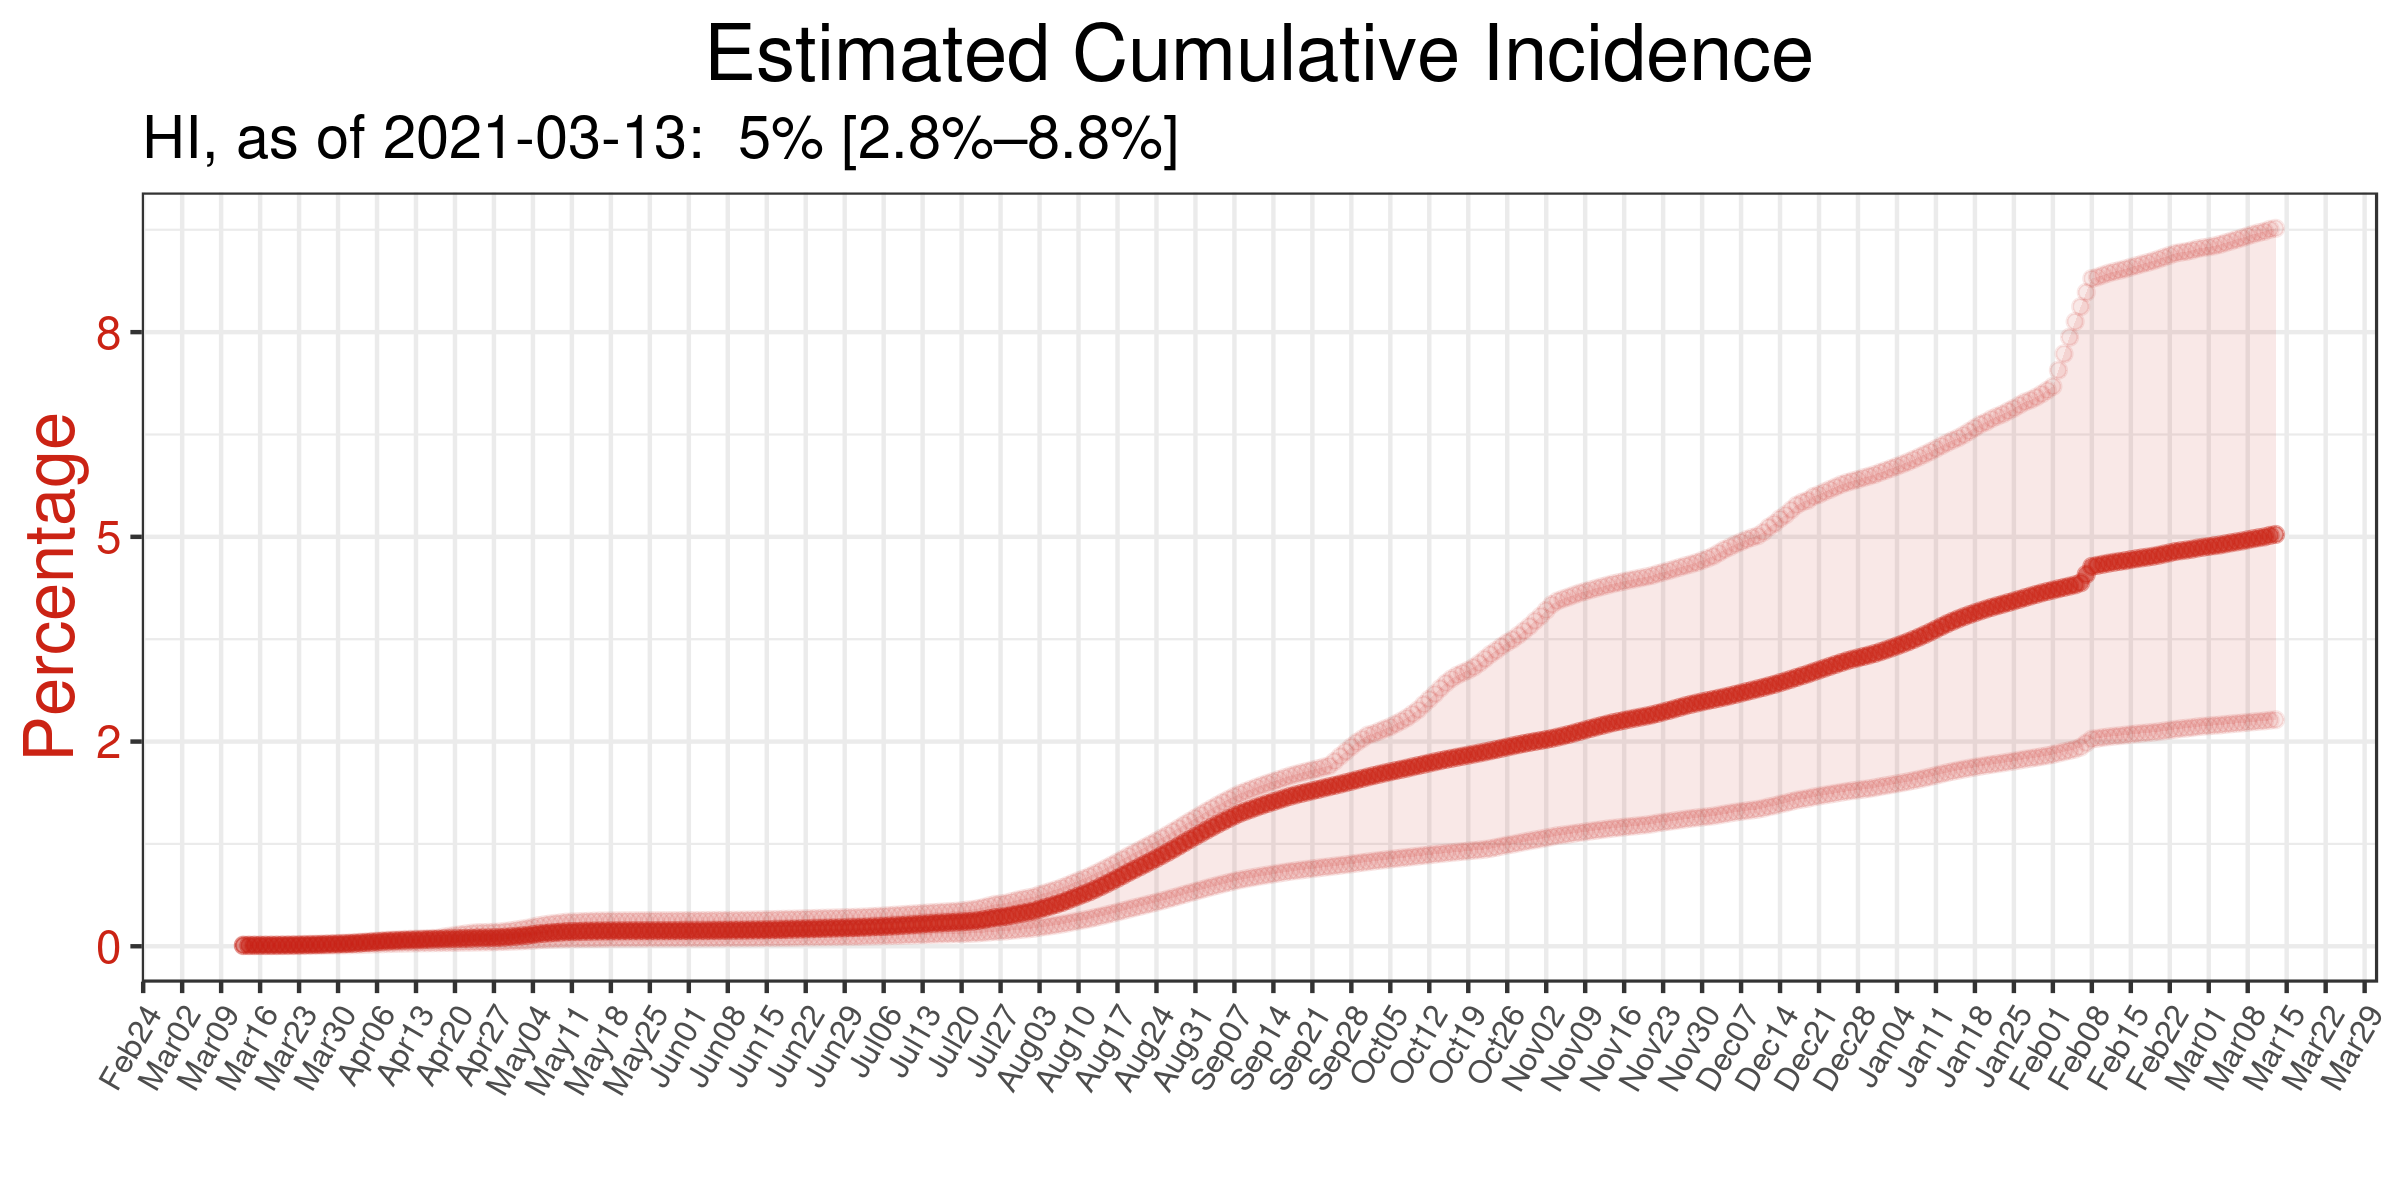 Estimated Cumulative Incidence
HI, as of 2021-03-13:  5% [2.8%–8.8%]
Percentage
8
5
2
0
Feb24
Mar02
Mar09
Mar16
Mar23
Mar30
Apr06
Apr13
Apr20
Apr27
May04
May11
May18
May25
Jun01
Jun08
Jun15
Jun22
Jun29
Jul06
Jul13
Jul20
Jul27
Aug03
Aug10
Aug17
Aug24
Aug31
Sep07
Sep14
Sep21
Sep28
Oct05
Oct12
Oct19
Oct26
Nov02
Nov09
Nov16
Nov23
Nov30
Dec07
Dec14
Dec21
Dec28
Jan04
Jan11
Jan18
Jan25
Feb01
Feb08
Feb15
Feb22
Mar01
Mar08
Mar15
Mar22
Mar29